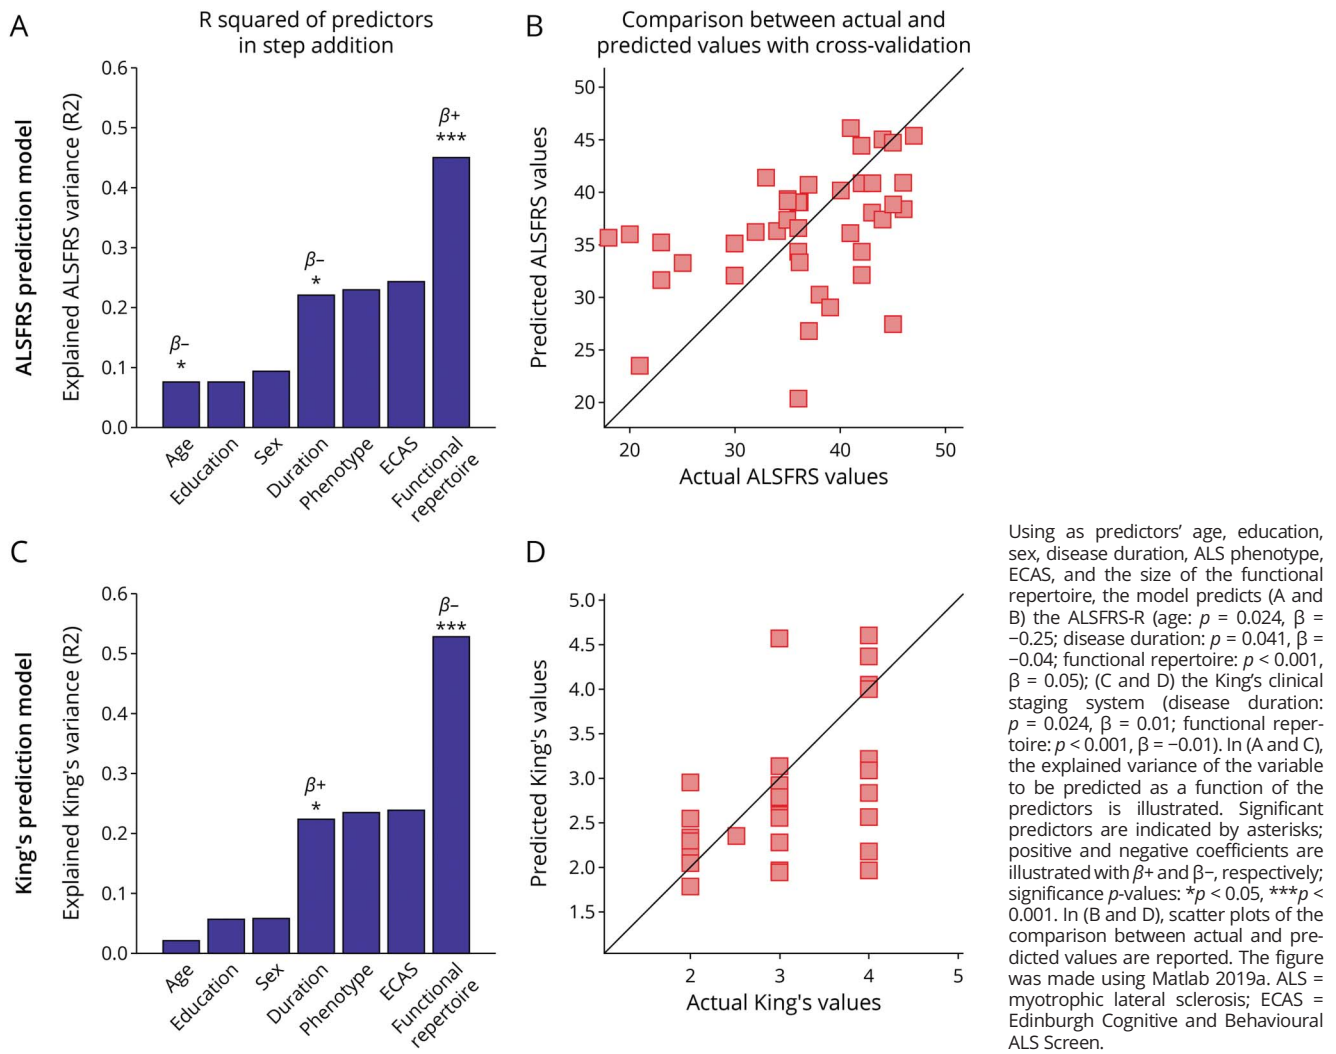 A
R squared of predictors
in step addition
ALSFRS prediction model
Explained ALSFRS variance (R2)
0.6
0.5
0.4
0.3
0.2
0.1
0.0
β−
*
β−
*
β+
***
Age
Education
Sex
Duration
Phenotype
ECAS
Functional
repertoire
B
Comparison between actual and
predicted values with cross-validation
Predicted ALSFRS values
50
45
40
35
30
25
20
20
30
40
50
Actual ALSFRS values
C
King's prediction model
Explained King's variance (R2)
0.6
0.5
0.4
0.3
0.2
0.1
0.0
β+
*
β−
***
Age
Education
Sex
Duration
Phenotype
ECAS
Functional
repertoire
D
Predicted King's values
5.0
4.0
3.5
3.0
2.5
2.0
1.5
2
3
4
5
Actual King's values
Using as predictors' age, education,
sex, disease duration, ALS phenotype,
ECAS, and the size of the functional
repertoire, the model predicts (A and
B) the ALSFRS-R (age: p = 0.024, β =
−0.25; disease duration: p = 0.041, β =
−0.04; functional repertoire: p < 0.001,
β = 0.05); (C and D) the King's clinical
staging system (disease duration:
p = 0.024, β = 0.01; functional reper-
toire: p < 0.001, β = −0.01). In (A and C),
the explained variance of the variable
to be predicted as a function of the
predictors is illustrated. Significant
predictors are indicated by asterisks;
positive and negative coefficients are
illustrated with β+ and β−, respectively;
significance p-values: *p < 0.05, ***p <
0.001. In (B and D), scatter plots of the
comparison between actual and pre-
dicted values are reported. The figure
was made using Matlab 2019a. ALS =
myotrophic lateral sclerosis; ECAS =
Edinburgh Cognitive and Behavioural
ALS Screen.